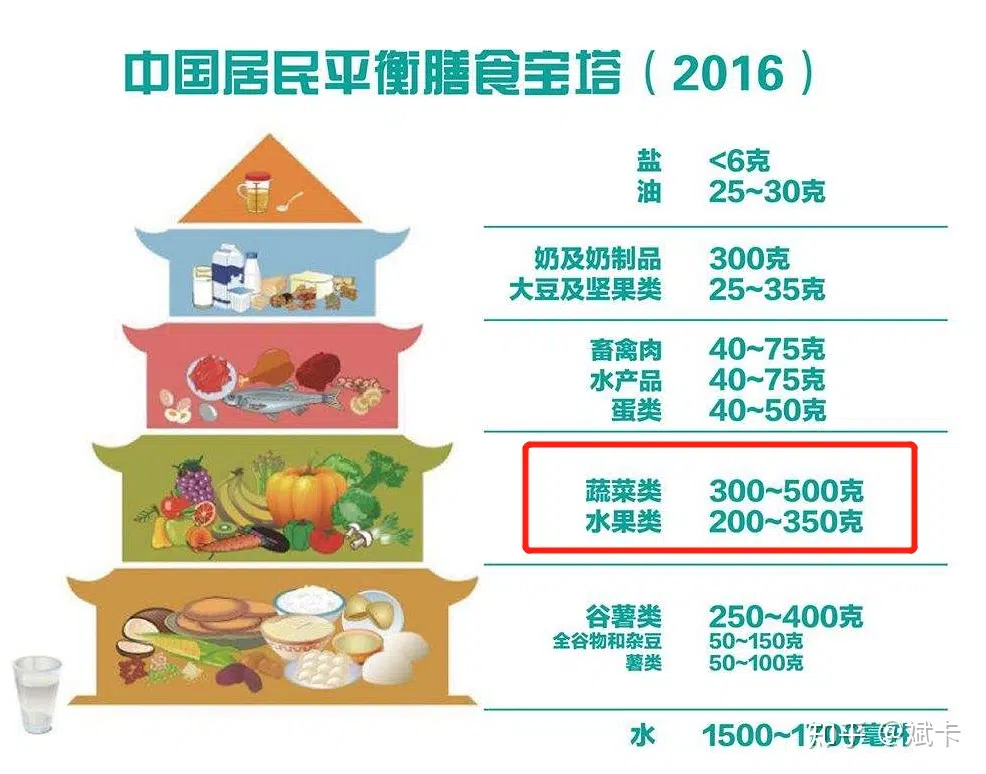 中国居民平衡膳食宝塔（2016）
盐 <6克
油 25~30克
奶及奶制品 300克
大豆及坚果类 25~35克
畜禽肉 40~75克
水产品 40~75克
蛋类 40~50克
蔬菜类 300~500克
水果类 200~350克
谷薯类 250~400克
全谷物和杂豆 50~150克
薯类 50~100克
水 1500~1700毫升
知乎 @斌卡